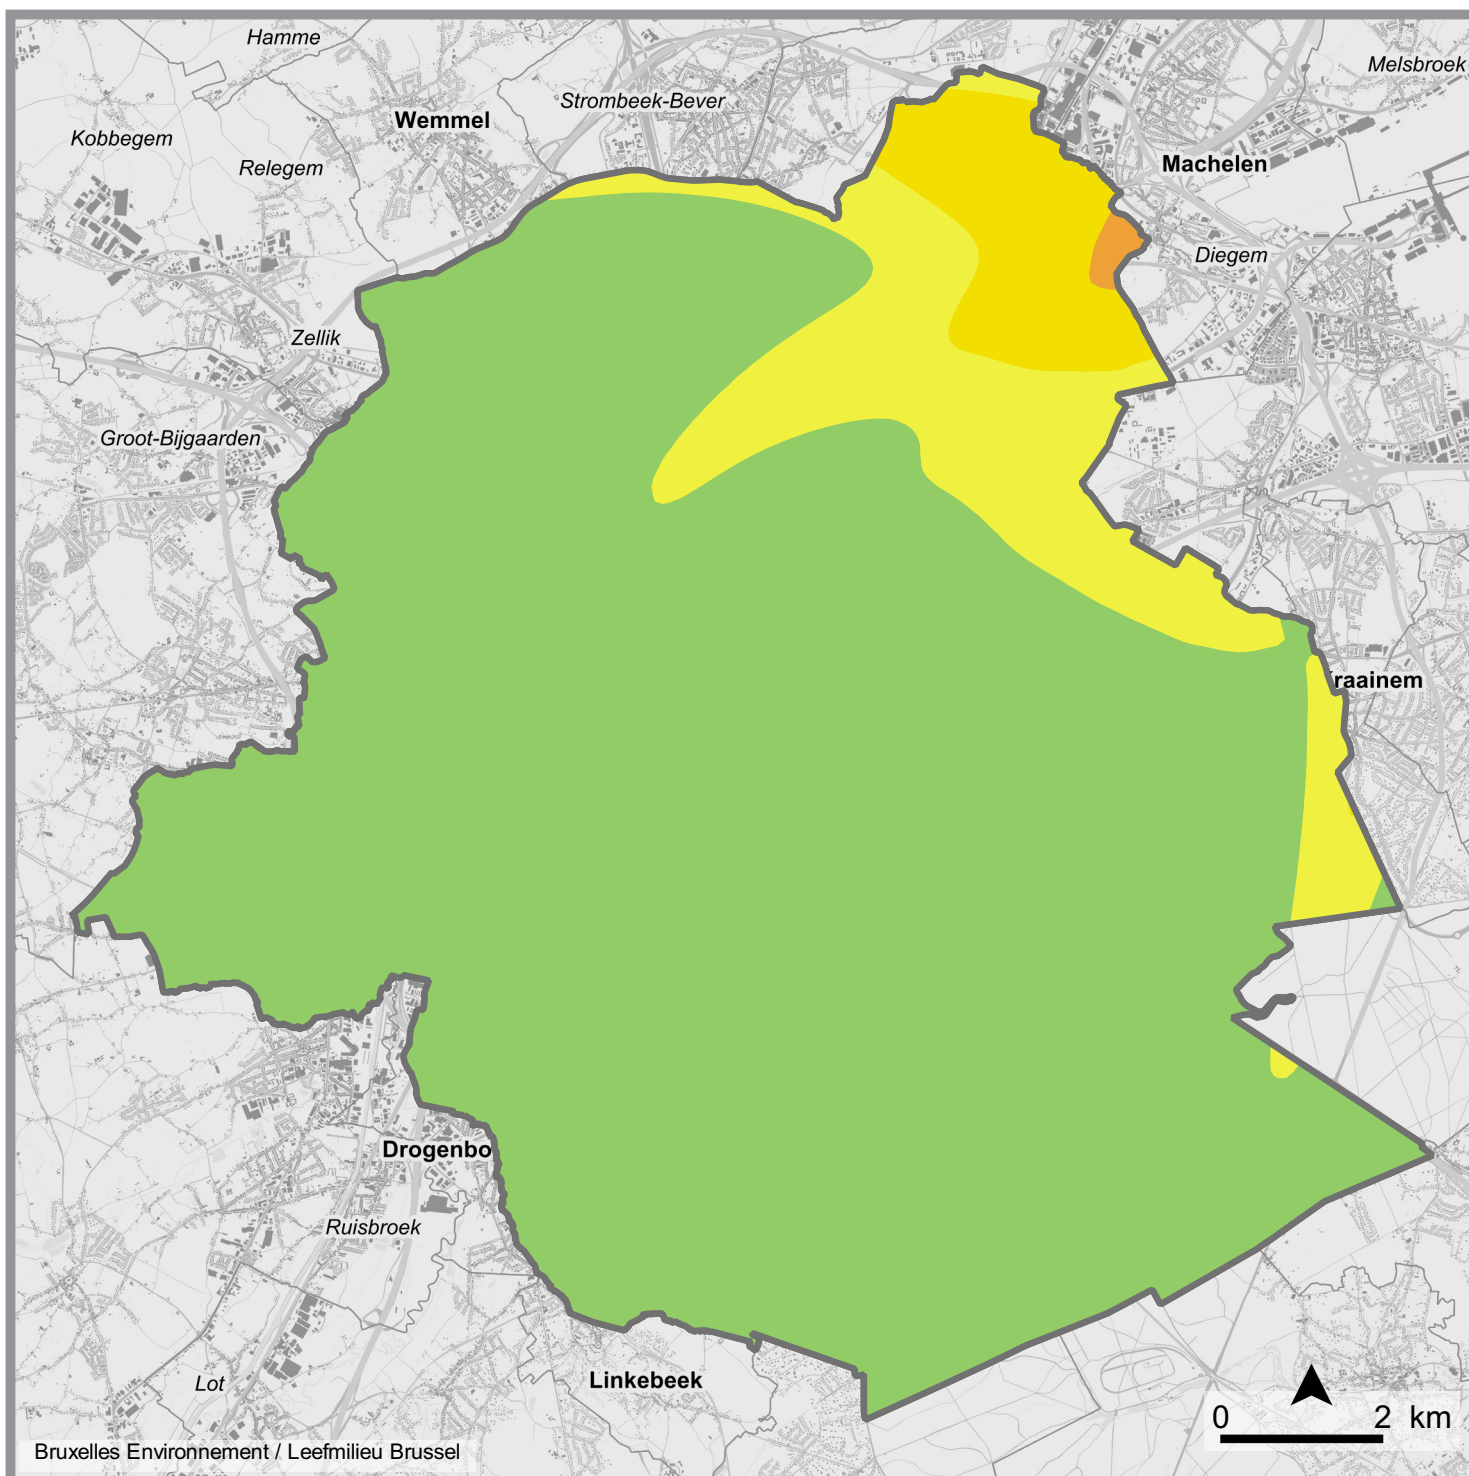 Hamme
Melsbroek
Strombeek-Bever
Wemmel
Kobbegem
Relegem
Machelen
Diegem
Zellik
Groot-Bijgaarden
raainem
Drogenbo
Ruisbroek
Linkebeek
Lot
0 2 km
Bruxelles Environnement / Leefmilieu Brussel